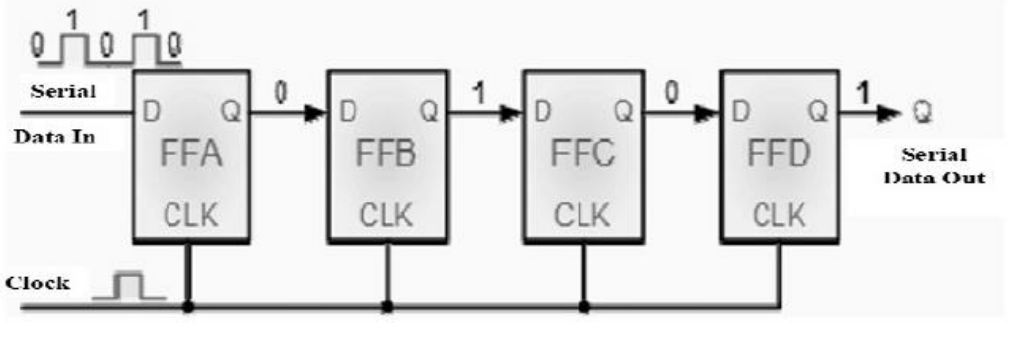 0 1 0 1 0
Serial
Data In
D Q 0 D Q 1 D Q 0 D Q 1 Q
FFA FFB FFC FFD
Serial
Data Out
CLK CLK CLK CLK
Clock